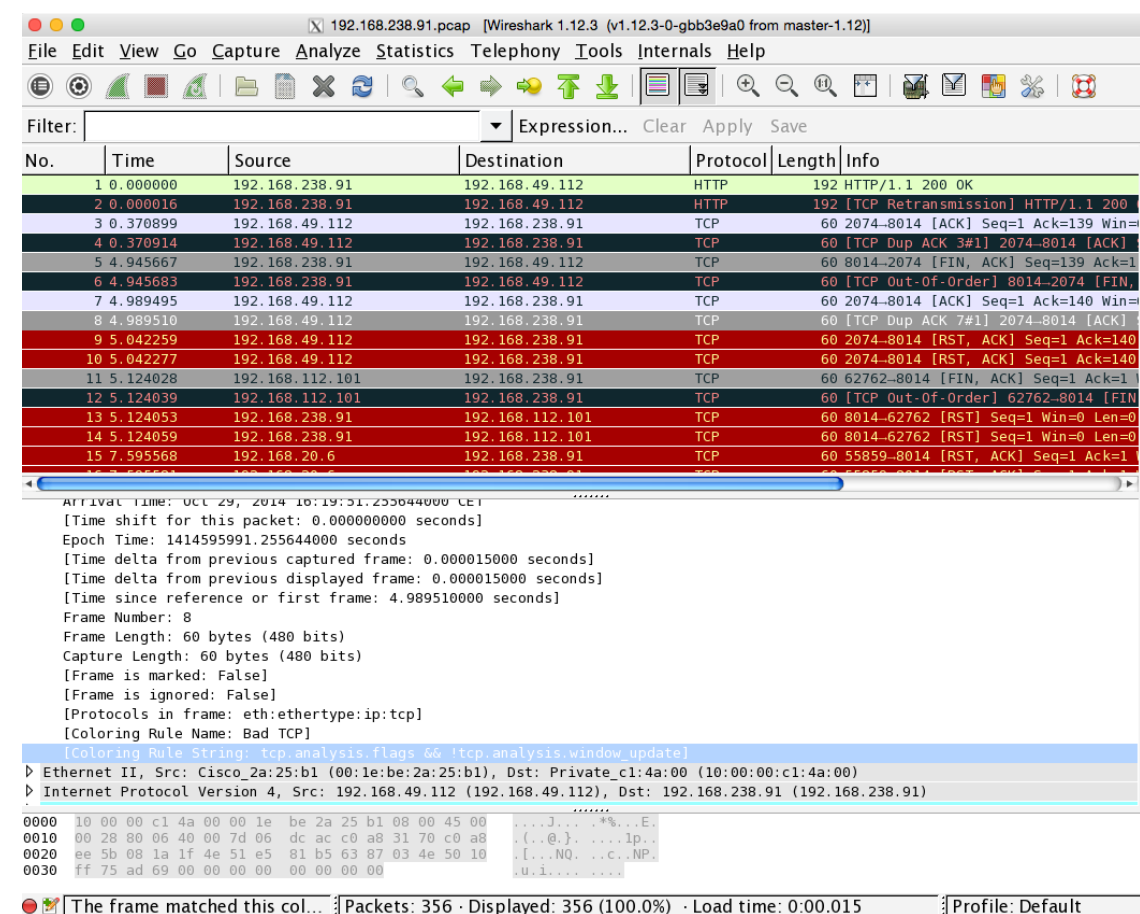 192.168.238.91.pcap [Wireshark 1.12.3 (v1.12.3-0-gbb3e9a0 from master-1.12)]
File Edit View Go Capture Analyze Statistics Telephony Tools Internals Help
Filter: Expression... Clear Apply Save
No. Time Source Destination Protocol Length Info
1 0.000000 192.168.238.91 192.168.49.112 HTTP 192 HTTP/1.1 200 OK
2 0.000016 192.168.238.91 192.168.49.112 HTTP 192 [TCP Retransmission] HTTP/1.1 200
3 0.370899 192.168.49.112 192.168.238.91 TCP 60 2074→8014 [ACK] Seq=1 Ack=139 Win=
4 0.370914 192.168.49.112 192.168.238.91 TCP 60 [TCP Dup ACK 3#1] 2074→8014 [ACK]
5 4.945667 192.168.238.91 192.168.49.112 TCP 60 8014→2074 [FIN, ACK] Seq=139 Ack=1
6 4.945683 192.168.238.91 192.168.49.112 TCP 60 [TCP Out-Of-Order] 8014→2074 [FIN,
7 4.989495 192.168.49.112 192.168.238.91 TCP 60 2074→8014 [ACK] Seq=1 Ack=140 Win=
8 4.989510 192.168.49.112 192.168.238.91 TCP 60 [TCP Dup ACK 7#1] 2074→8014 [ACK]
9 5.042259 192.168.49.112 192.168.238.91 TCP 60 2074→8014 [RST, ACK] Seq=1 Ack=140
10 5.042277 192.168.49.112 192.168.238.91 TCP 60 2074→8014 [RST, ACK] Seq=1 Ack=140
11 5.124028 192.168.112.101 192.168.238.91 TCP 60 62762→8014 [FIN, ACK] Seq=1 Ack=1
12 5.124039 192.168.112.101 192.168.238.91 TCP 60 [TCP Out-Of-Order] 62762→8014 [FIN
13 5.124053 192.168.238.91 192.168.112.101 TCP 60 8014→62762 [RST] Seq=1 Win=0 Len=0
14 5.124059 192.168.238.91 192.168.112.101 TCP 60 8014→62762 [RST] Seq=1 Win=0 Len=0
15 7.595568 192.168.20.6 192.168.238.91 TCP 60 55859→8014 [RST, ACK] Seq=1 Ack=1
Arrival Time: Oct 29, 2014 16:19:51.255644000 CET
[Time shift for this packet: 0.000000000 seconds]
Epoch Time: 1414595991.255644000 seconds
[Time delta from previous captured frame: 0.000015000 seconds]
[Time delta from previous displayed frame: 0.000015000 seconds]
[Time since reference or first frame: 4.989510000 seconds]
Frame Number: 8
Frame Length: 60 bytes (480 bits)
Capture Length: 60 bytes (480 bits)
[Frame is marked: False]
[Frame is ignored: False]
[Protocols in frame: eth:ethertype:ip:tcp]
[Coloring Rule Name: Bad TCP]
[Coloring Rule String: tcp.analysis.flags && !tcp.analysis.window_update]
Ethernet II, Src: Cisco_2a:25:b1 (00:1e:be:2a:25:b1), Dst: Private_c1:4a:00 (10:00:00:c1:4a:00)
Internet Protocol Version 4, Src: 192.168.49.112 (192.168.49.112), Dst: 192.168.238.91 (192.168.238.91)
0000 10 00 00 c1 4a 00 00 1e be 2a 25 b1 08 00 45 00 ....J... .*%...E.
0010 00 28 80 06 40 00 7d 06 dc ac c0 a8 31 70 c0 a8 .(..@.}. ....1p..
0020 ee 5b 08 1a 1f 4e 51 e5 81 b5 63 87 03 4e 50 10 .[...NQ. ..c..NP.
0030 ff 75 ad 69 00 00 00 00 00 00 00 00 .u.i.... ....
The frame matched this col... Packets: 356 · Displayed: 356 (100.0%) · Load time: 0:00.015 Profile: Default